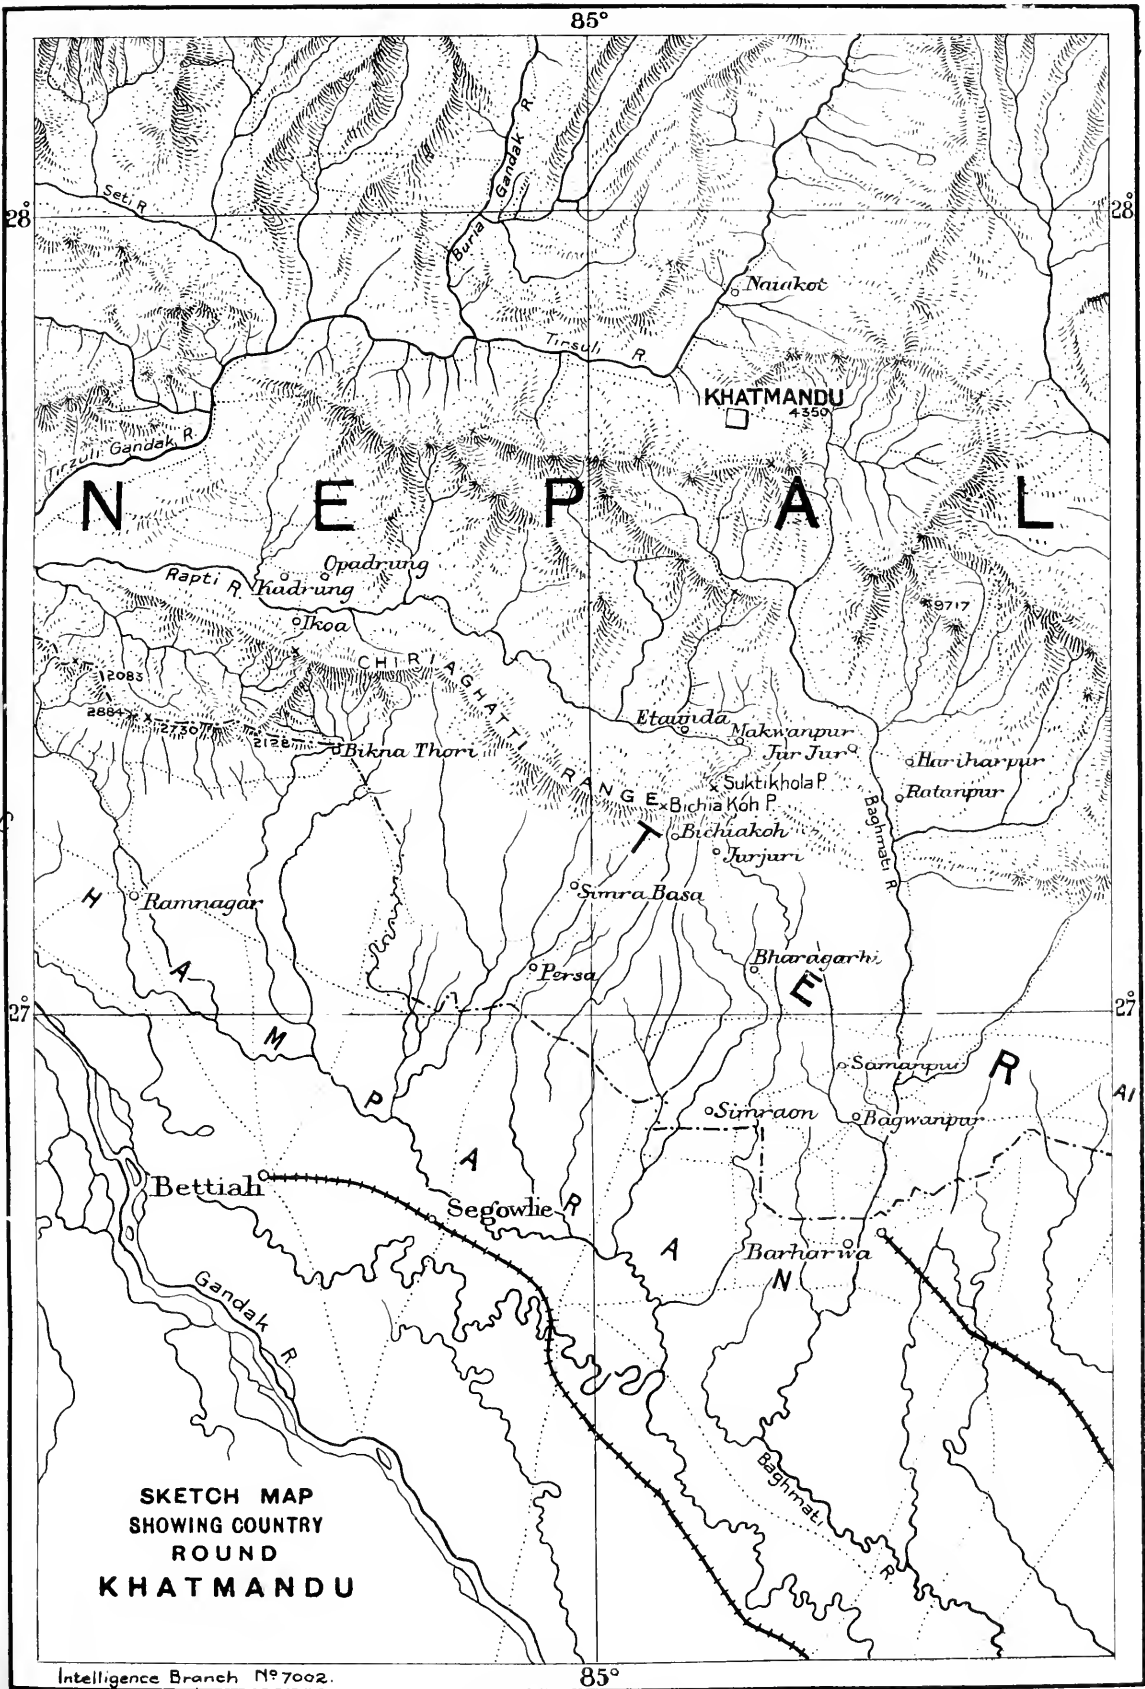 85°
Seti R
Buria Gandak R.
28°
28°
Naiakot
Tirsuli R.
KHATMANDU
4350
Tirzuli Gandak R.
N E P A L
Rapti R
Opadrung
Kadrung
Ikoa
9717
CHIRIAGHATI RANGE
2083
2884
2730
2128
Bikna Thori
Etaunda
Makwanpur
Jur Jur
Hariharpur
Suktikhola P.
Bichia Koh P.
Ratanpur
Baghmati R
Bichiakoh
Jurjuri
T E R A I
Ramnagar
Simra Basa
Bharagarhi
Persa
27°
27°
H A M P A R A N
Samanpur
Simraon
Bagwanpur
Bettiah
Segowlie
Barharwa
Gandak R.
Baghmati R.
SKETCH MAP
SHOWING COUNTRY
ROUND
KHATMANDU
Intelligence Branch Nº 7002.
85°